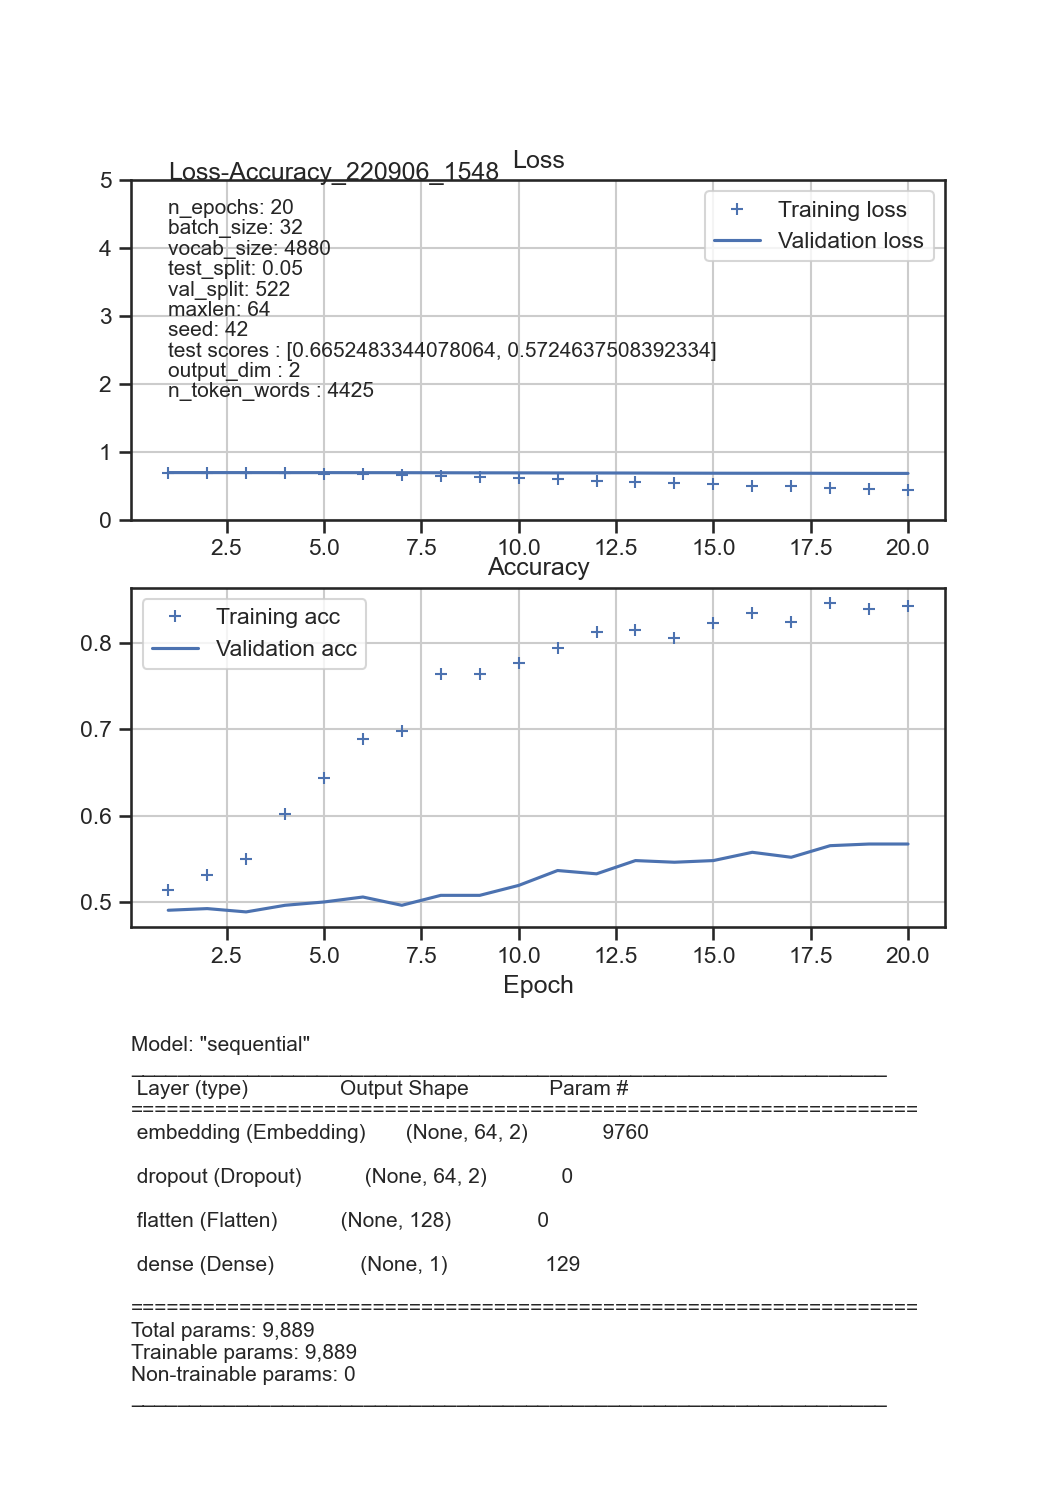 Loss
Loss-Accuracy_220906_1548
5
4
3
2
1
0
n_epochs: 20
batch_size: 32
vocab_size: 4880
test_split: 0.05
val_split: 522
maxlen: 64
seed: 42
test scores : [0.6652483344078064, 0.5724637508392334]
output_dim : 2
n_token_words : 4425
Training loss
Validation loss
2.5 5.0 7.5 10.0 12.5 15.0 17.5 20.0
Accuracy
Training acc
Validation acc
0.8
0.7
0.6
0.5
2.5 5.0 7.5 10.0 12.5 15.0 17.5 20.0
Epoch
Model: "sequential"
_________________________________________________________________
Layer (type) Output Shape Param #
=================================================================
embedding (Embedding) (None, 64, 2) 9760
dropout (Dropout) (None, 64, 2) 0
flatten (Flatten) (None, 128) 0
dense (Dense) (None, 1) 129
=================================================================
Total params: 9,889
Trainable params: 9,889
Non-trainable params: 0
_________________________________________________________________